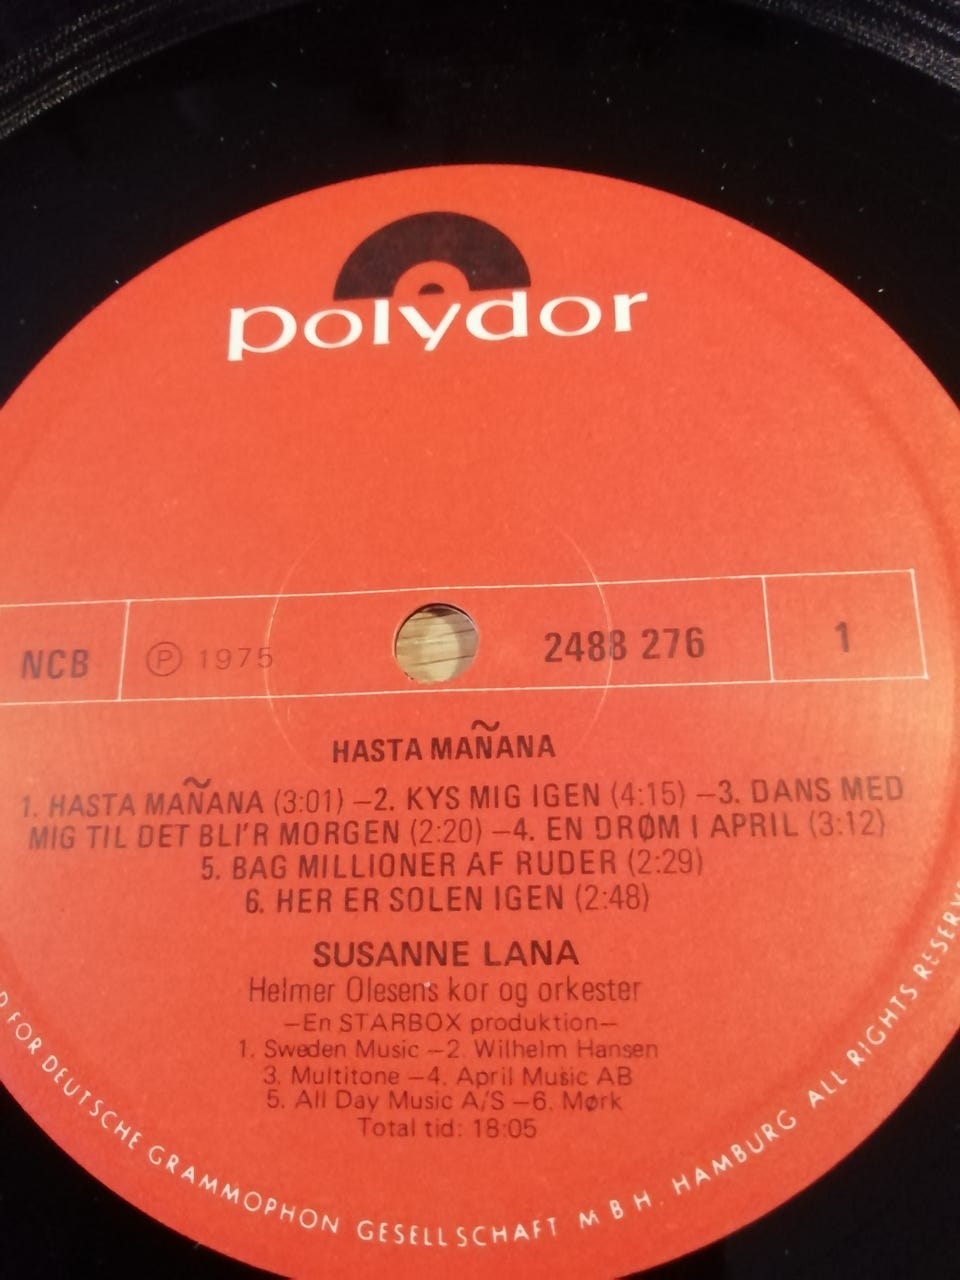 polydor
NCB
Ⓟ 1975
2488 276
1
HASTA MAÑANA
1. HASTA MAÑANA (3:01) –2. KYS MIG IGEN (4:15) –3. DANS MED
MIG TIL DET BLI'R MORGEN (2:20) –4. EN DRØM I APRIL (3:12)
5. BAG MILLIONER AF RUDER (2:29)
6. HER ER SOLEN IGEN (2:48)
SUSANNE LANA
Helmer Olesens kor og orkester
–En STARBOX produktion–
1. Sweden Music –2. Wilhelm Hansen
3. Multitone –4. April Music AB
5. All Day Music A/S –6. Mørk
Total tid: 18:05
FOR DEUTSCHE GRAMMOPHON GESELLSCHAFT M B H. HAMBURG ALL RIGHTS